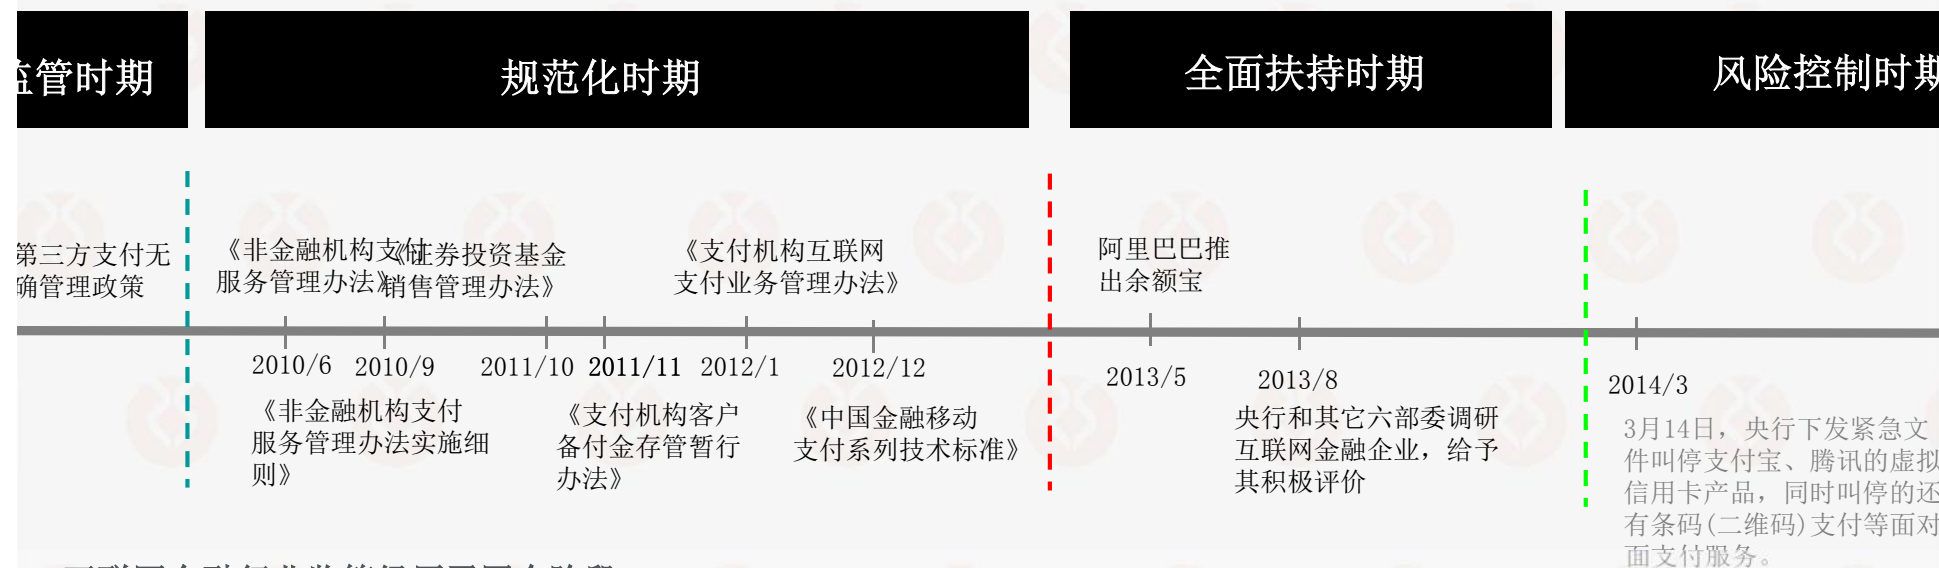 管时期
规范化时期
全面扶持时期
风险控制时期
第三方支付无
确管理政策
《非金融机构支付
服务管理办法》
《证券投资基金
销售管理办法》
《支付机构互联网
支付业务管理办法》
阿里巴巴推
出余额宝
2010/6
2010/9
2011/10
2011/11
2012/1
2012/12
2013/5
2013/8
2014/3
《非金融机构支付
服务管理办法实施细
则》
《支付机构客户
备付金存管暂行
办法》
《中国金融移动
支付系列技术标准》
央行和其它六部委调研
互联网金融企业，给予
其积极评价
3月14日，央行下发紧急文
件叫停支付宝、腾讯的虚拟
信用卡产品，同时叫停的还
有条码(二维码)支付等面对
面支付服务。